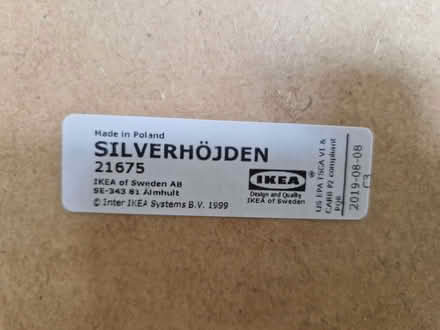 Made in Poland
SILVERHÖJDEN
21675
IKEA of Sweden AB
SE-343 81 Älmhult
© Inter IKEA Systems B.V. 1999
IKEA®
Design and Quality
IKEA of Sweden
US EPA TSCA VI &
CARB P2 compliant
2019-08-08